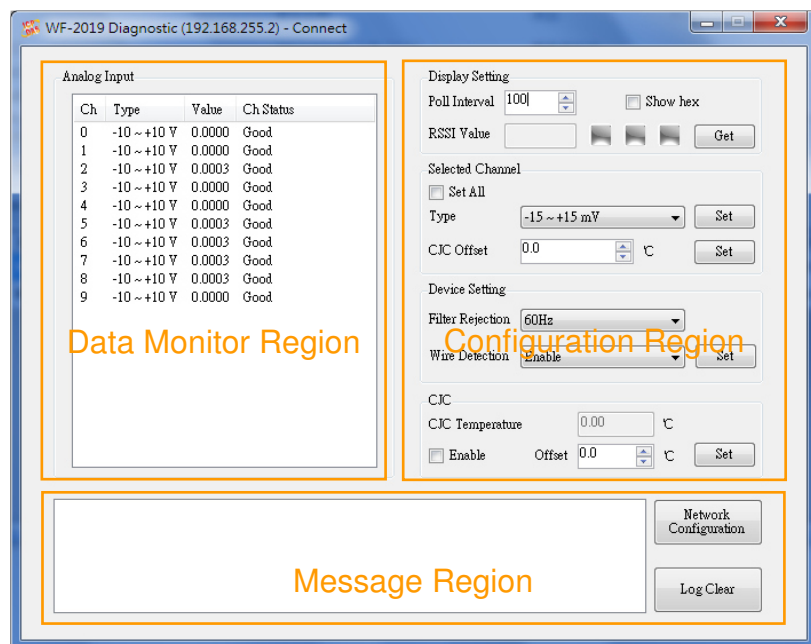 WF-2019 Diagnostic (192.168.255.2) - Connect
Analog Input
Ch Type Value Ch Status
0 -10 ~ +10 V 0.0000 Good
1 -10 ~ +10 V 0.0000 Good
2 -10 ~ +10 V 0.0003 Good
3 -10 ~ +10 V 0.0000 Good
4 -10 ~ +10 V 0.0000 Good
5 -10 ~ +10 V 0.0003 Good
6 -10 ~ +10 V 0.0003 Good
7 -10 ~ +10 V 0.0003 Good
8 -10 ~ +10 V 0.0003 Good
9 -10 ~ +10 V 0.0000 Good
Data Monitor Region
Display Setting
Poll Interval 100 Show hex
RSSI Value Get
Selected Channel
Set All
Type -15 ~ +15 mV Set
CJC Offset 0.0 ℃ Set
Device Setting
Filter Rejection 60Hz
Configuration Region
Wire Detection Enable Set
CJC
CJC Temperature 0.00 ℃
Enable Offset 0.0 ℃ Set
Message Region
Network
Configuration
Log Clear